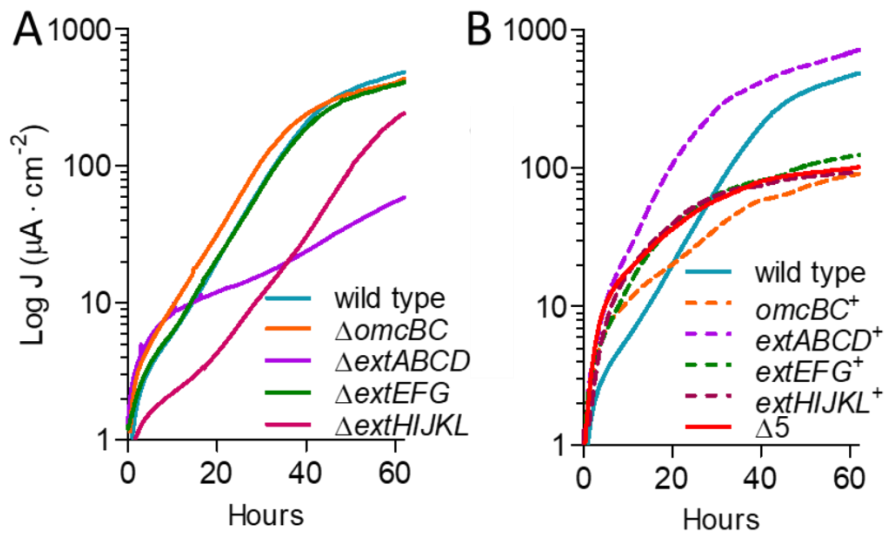 A
1000
100
10
1
Log J (μA · cm⁻²)
wild type
ΔomcBC
ΔextABCD
ΔextEFG
ΔextHIJKL
0
20
40
60
Hours
B
1000
100
10
1
wild type
omcBC⁺
extABCD⁺
extEFG⁺
extHIJKL⁺
Δ5
0
20
40
60
Hours